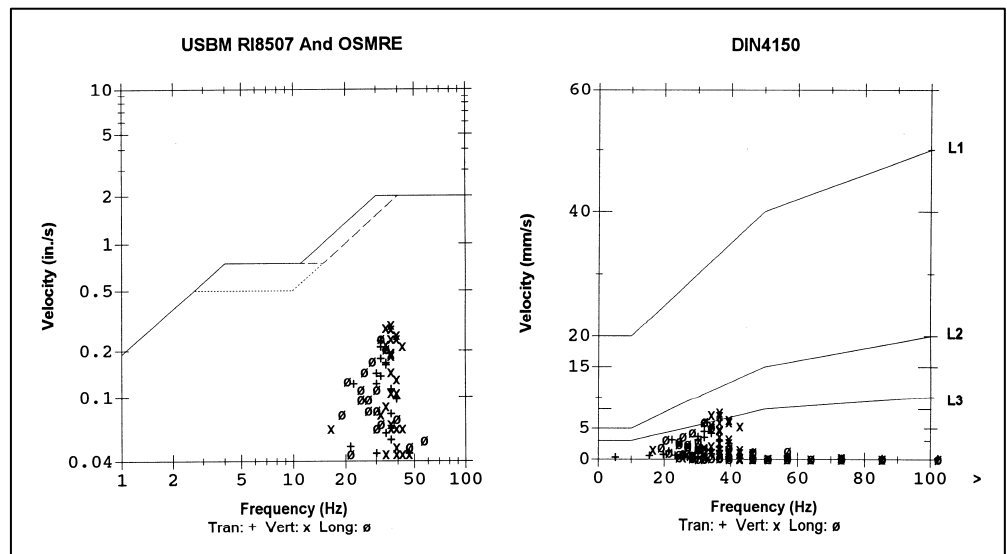 USBM RI8507 And OSMRE
10
5
2
1
0.5
0.2
0.1
0.04
1 2 5 10 20 50 100
Velocity (in./s)
Frequency (Hz)
Tran: + Vert: x Long: ø
DIN4150
60
40
20
15
5
0
0 20 40 60 80 100 >
L1
L2
L3
Velocity (mm/s)
Frequency (Hz)
Tran: + Vert: x Long: ø